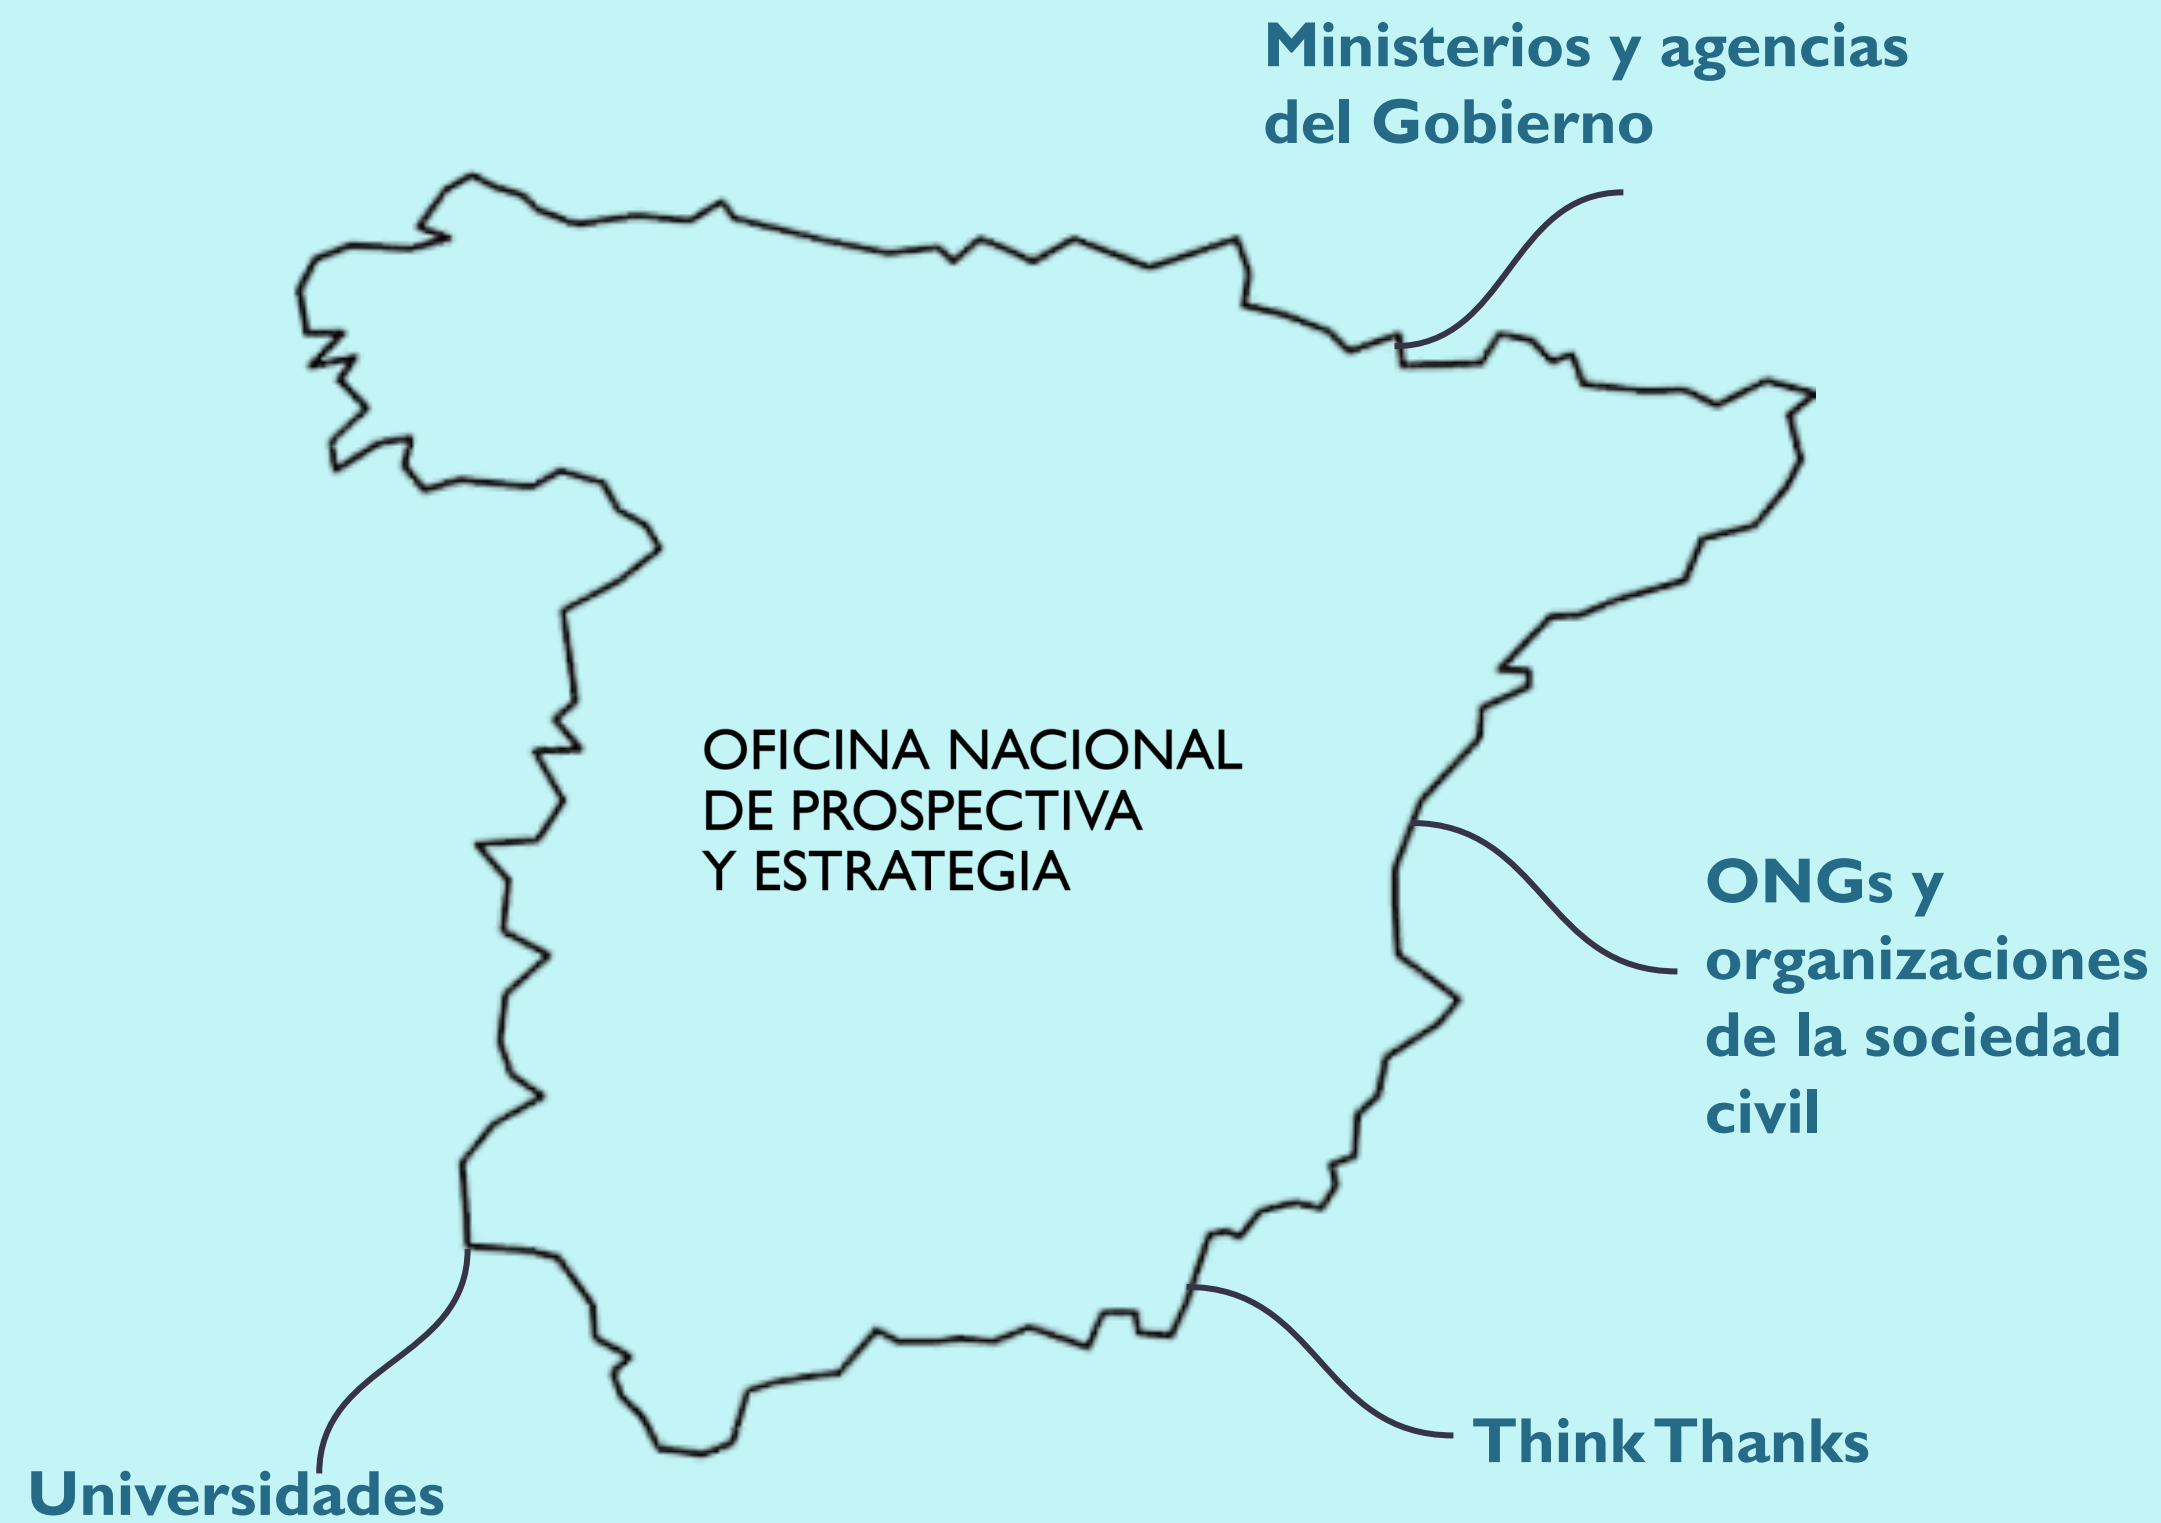 Ministerios y agencias
del Gobierno
OFICINA NACIONAL
DE PROSPECTIVA
Y ESTRATEGIA
ONGs y
organizaciones
de la sociedad
civil
Think Thanks
Universidades